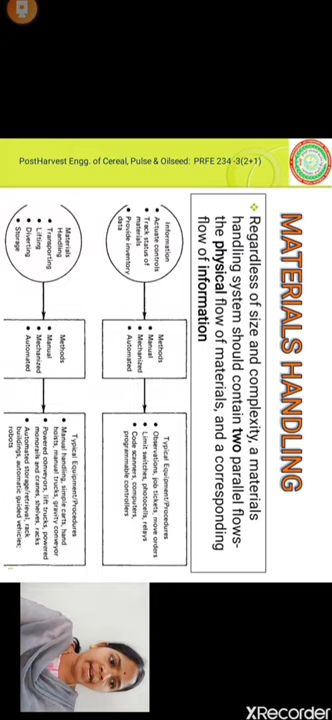 PostHarvest Engg. of Cereal, Pulse & Oilseed: PRFE 234 -3(2+1)
MATERIALS HANDLING
Regardless of size and complexity, a materials
handling system should contain two parallel flows-
the physical flow of materials, and a corresponding
flow of information
Information
• Actuate controls
• Track status of
materials
• Provide inventory
data
Methods
• Manual
• Mechanized
• Automated
Typical Equipment/Procedures
• Observations, job tickets, move orders
• Limit switches, photocells, relays
• Code scanners, computers,
programmable controllers
Materials
Handling
• Transporting
• Lifting
• Diverting
• Storage
Methods
• Manual
• Mechanized
• Automated
Typical Equipment/Procedures
• Manual handling, simple carts, hand
hoists, manual trucks, gravity conveyor
• Powered conveyors, lift trucks, powered
monorails and cranes, shelves, racks
• Automated storage/retrieval, rack
buildings, automatic guided vehicles;
robots
XRecorder